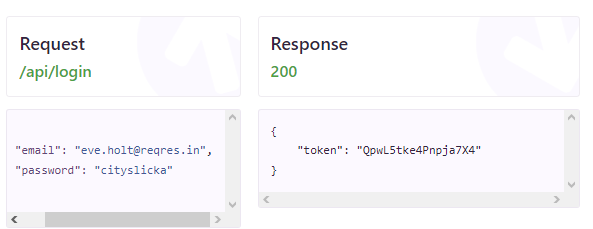 Request
/api/login
"email": "eve.holt@reqres.in",
"password": "cityslicka"
Response
200
{
"token": "QpwL5tke4Pnpja7X4"
}